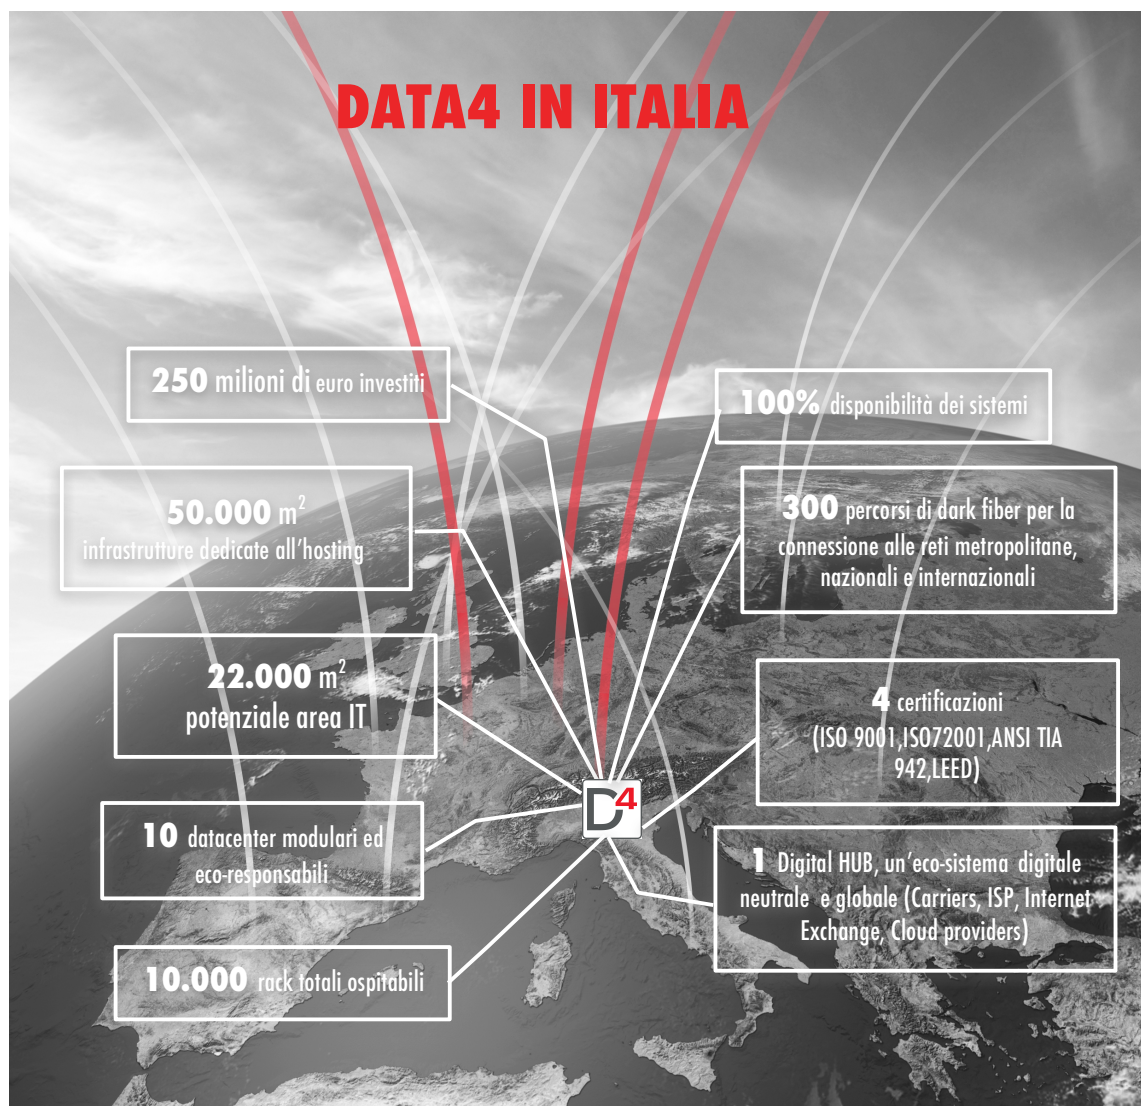 DATA4 IN ITALIA
250 milioni di euro investiti
50.000 m²
infrastrutture dedicate all'hosting
22.000 m²
potenziale area IT
10 datacenter modulari ed
eco-responsabili
10.000 rack totali ospitabili
100% disponibilità dei sistemi
300 percorsi di dark fiber per la
connessione alle reti metropolitane,
nazionali e internazionali
4 certificazioni
(ISO 9001,ISO72001,ANSI TIA
942,LEED)
1 Digital HUB, un'eco-sistema digitale
neutrale e globale (Carriers, ISP, Internet
Exchange, Cloud providers)
D4